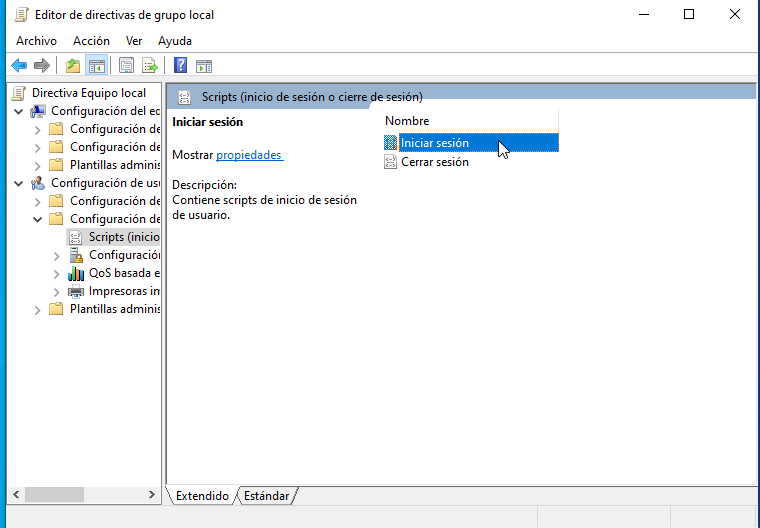 Editor de directivas de grupo local
Archivo Acción Ver Ayuda
Directiva Equipo local
Configuración del eq
Configuración de
Configuración de
Plantillas adminis
Configuración de usu
Configuración de
Configuración de
Scripts (inicio
Configuración
QoS basada e
Impresoras in
Plantillas adminis
Scripts (inicio de sesión o cierre de sesión)
Iniciar sesión
Mostrar propiedades
Descripción:
Contiene scripts de inicio de sesión
de usuario.
Nombre
Iniciar sesión
Cerrar sesión
Extendido Estándar